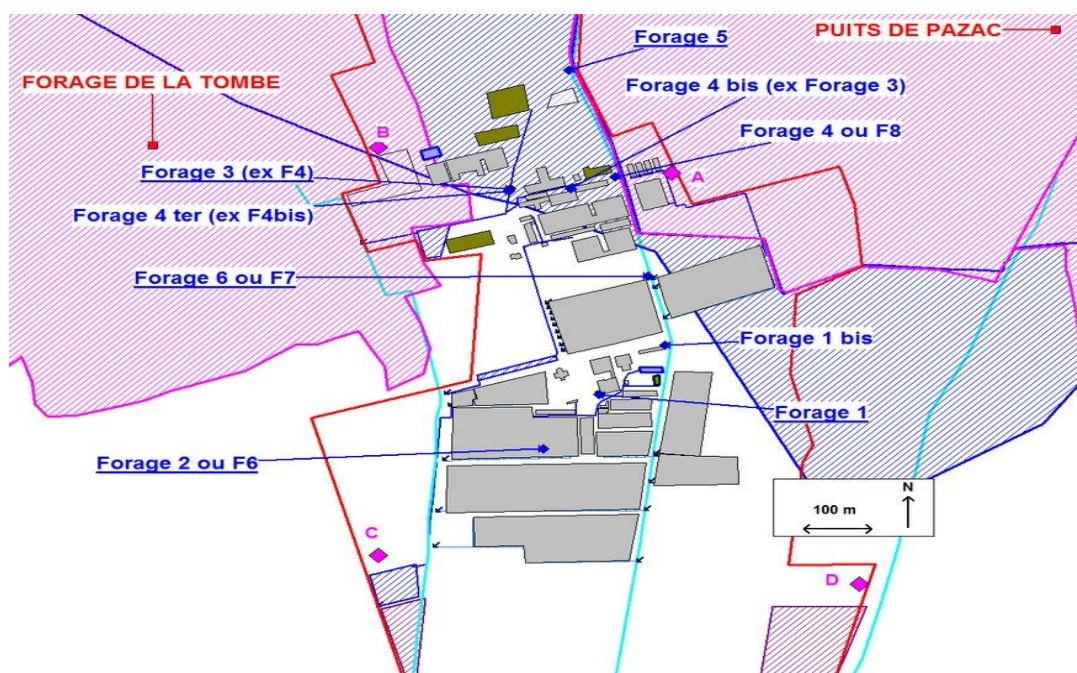 Forage 5
PUITS DE PAZAC
FORAGE DE LA TOMBE
Forage 4 bis (ex Forage 3)
B
Forage 4 ou F8
Forage 3 (ex F4)
A
Forage 4 ter (ex F4bis)
Forage 6 ou F7
Forage 1 bis
Forage 1
Forage 2 ou F6
N
100 m
C
D